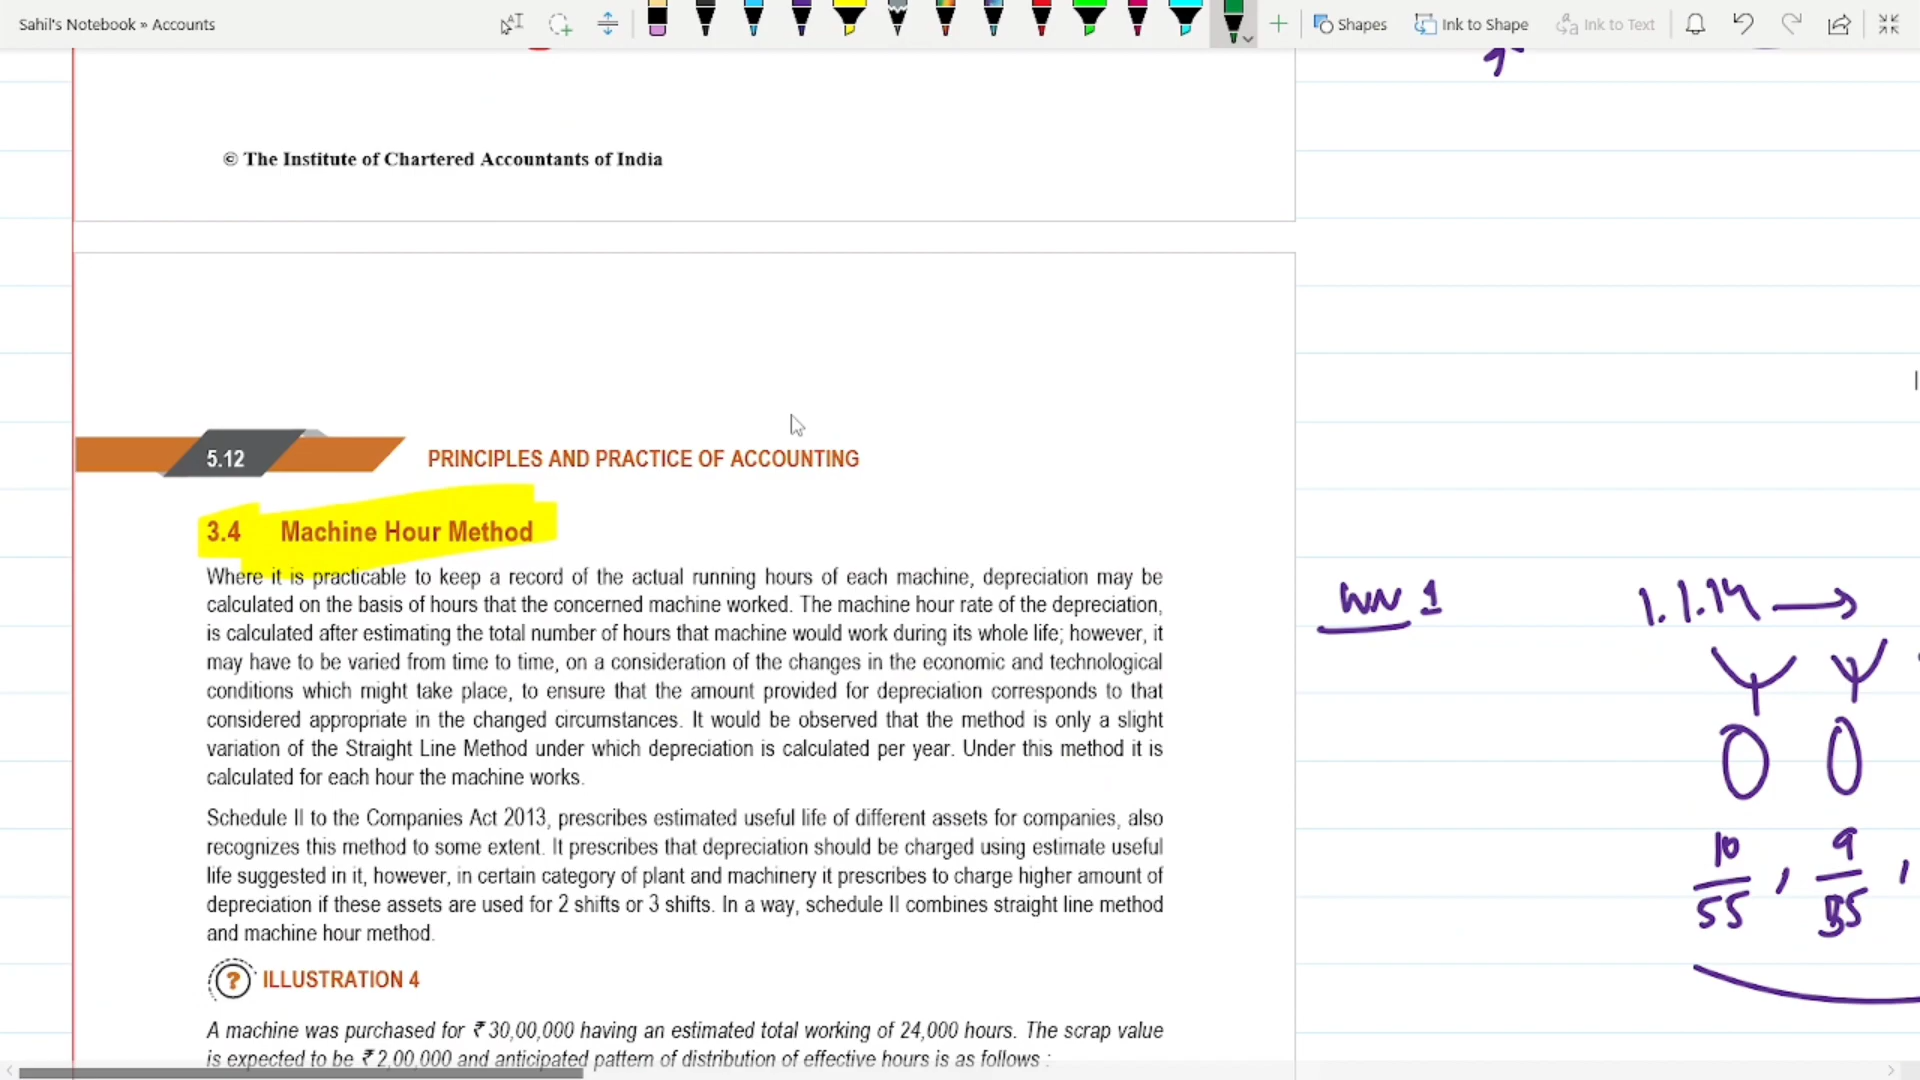 Sahil's Notebook » Accounts
Shapes
Ink to Shape
Ink to Text
© The Institute of Chartered Accountants of India
5.12
PRINCIPLES AND PRACTICE OF ACCOUNTING
3.4 Machine Hour Method
Where it is practicable to keep a record of the actual running hours of each machine, depreciation may be
calculated on the basis of hours that the concerned machine worked. The machine hour rate of the depreciation,
is calculated after estimating the total number of hours that machine would work during its whole life; however, it
may have to be varied from time to time, on a consideration of the changes in the economic and technological
conditions which might take place, to ensure that the amount provided for depreciation corresponds to that
considered appropriate in the changed circumstances. It would be observed that the method is only a slight
variation of the Straight Line Method under which depreciation is calculated per year. Under this method it is
calculated for each hour the machine works.
Schedule II to the Companies Act 2013, prescribes estimated useful life of different assets for companies, also
recognizes this method to some extent. It prescribes that depreciation should be charged using estimate useful
life suggested in it, however, in certain category of plant and machinery it prescribes to charge higher amount of
depreciation if these assets are used for 2 shifts or 3 shifts. In a way, schedule II combines straight line method
and machine hour method.
? ILLUSTRATION 4
A machine was purchased for ₹ 30,00,000 having an estimated total working of 24,000 hours. The scrap value
is expected to be ₹ 2,00,000 and anticipated pattern of distribution of effective hours is as follows :
WN 1
1.1.14 →
Y Y
0 0
10 , 9 ,
55 55